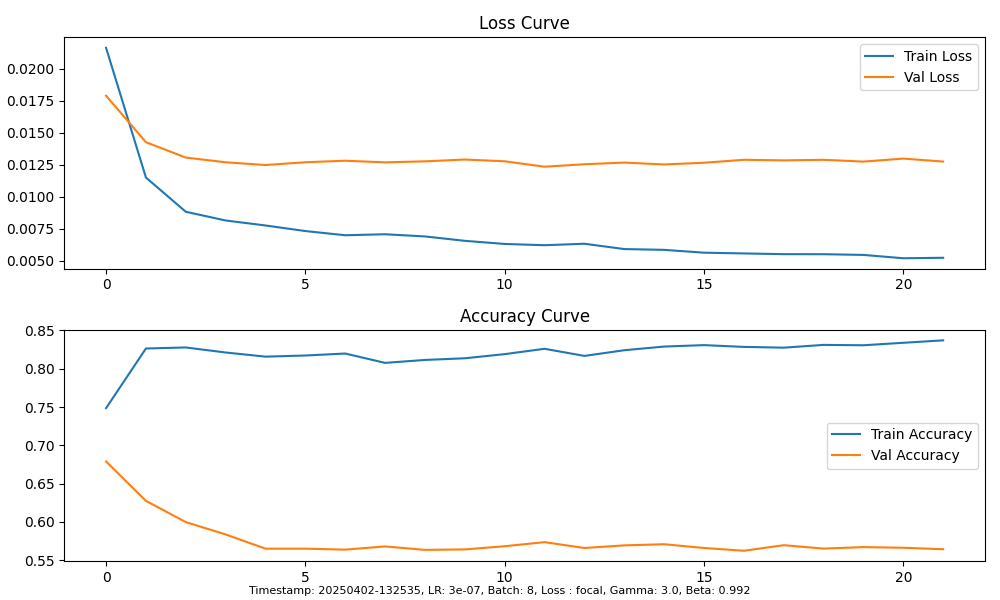 Loss Curve
0.0200
0.0175
0.0150
0.0125
0.0100
0.0075
0.0050
Train Loss
Val Loss
0 5 10 15 20
Accuracy Curve
0.85
0.80
0.75
0.70
0.65
0.60
0.55
Train Accuracy
Val Accuracy
0 5 10 15 20
Timestamp: 20250402-132535, LR: 3e-07, Batch: 8, Loss : focal, Gamma: 3.0, Beta: 0.992